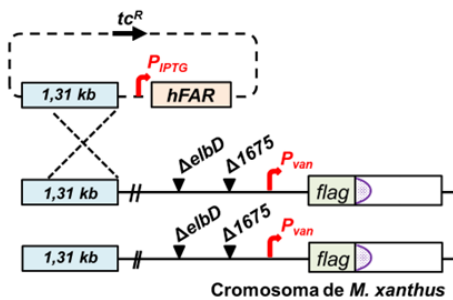 tcR
PIPTG
1,31 kb
hFAR
ΔelbD
Δ1675
Pvan
1,31 kb
flag
ΔelbD
Δ1675
Pvan
1,31 kb
flag
Cromosoma de M. xanthus